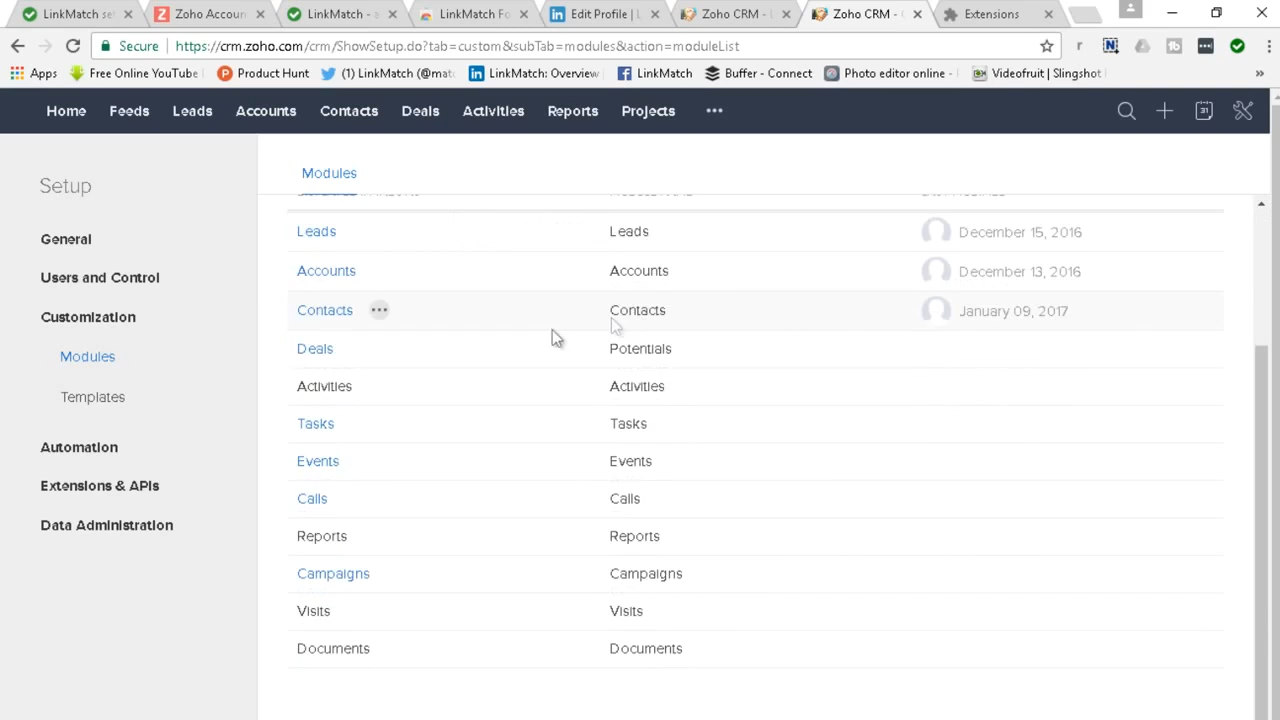 LinkMatch se
Zoho Accoun
LinkMatch - a
LinkMatch Fo
Edit Profile | L
Zoho CRM - L
Zoho CRM - C
Extensions
Secure https://crm.zoho.com/crm/ShowSetup.do?tab=custom&subTab=modules&action=moduleList
Apps Free Online YouTube Product Hunt (1) LinkMatch (@mat LinkMatch: Overview LinkMatch Buffer - Connect Photo editor online - Videofruit | Slingshot
Home Feeds Leads Accounts Contacts Deals Activities Reports Projects
31
Setup
General
Users and Control
Customization
Modules
Templates
Automation
Extensions & APIs
Data Administration
Modules
Leads Leads December 15, 2016
Accounts Accounts December 13, 2016
Contacts Contacts January 09, 2017
Deals Potentials
Activities Activities
Tasks Tasks
Events Events
Calls Calls
Reports Reports
Campaigns Campaigns
Visits Visits
Documents Documents